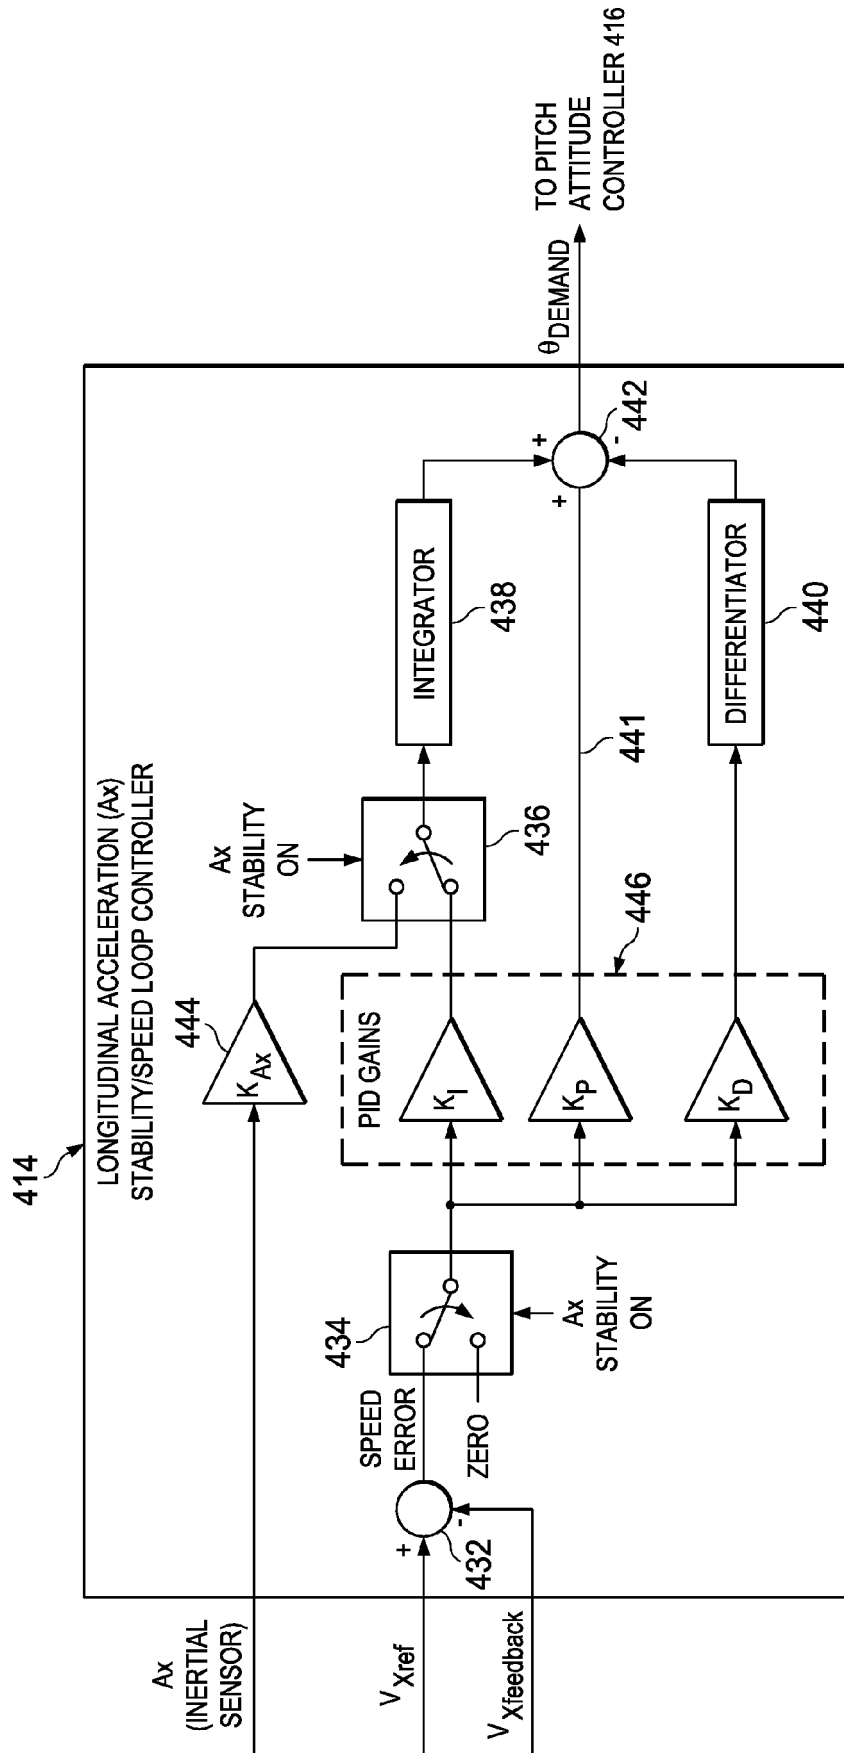 414
LONGITUDINAL ACCELERATION (Ax)
STABILITY/SPEED LOOP CONTROLLER
Ax
(INERTIAL
SENSOR)
444
K Ax
Ax
STABILITY
ON
436
INTEGRATOR
438
VXref
+
-
432
VXfeedback
SPEED
ERROR
ZERO
434
Ax
STABILITY
ON
PID GAINS
KI
KP
KD
446
441
DIFFERENTIATOR
440
+
+
-
442
θDEMAND
TO PITCH
ATTITUDE
CONTROLLER 416